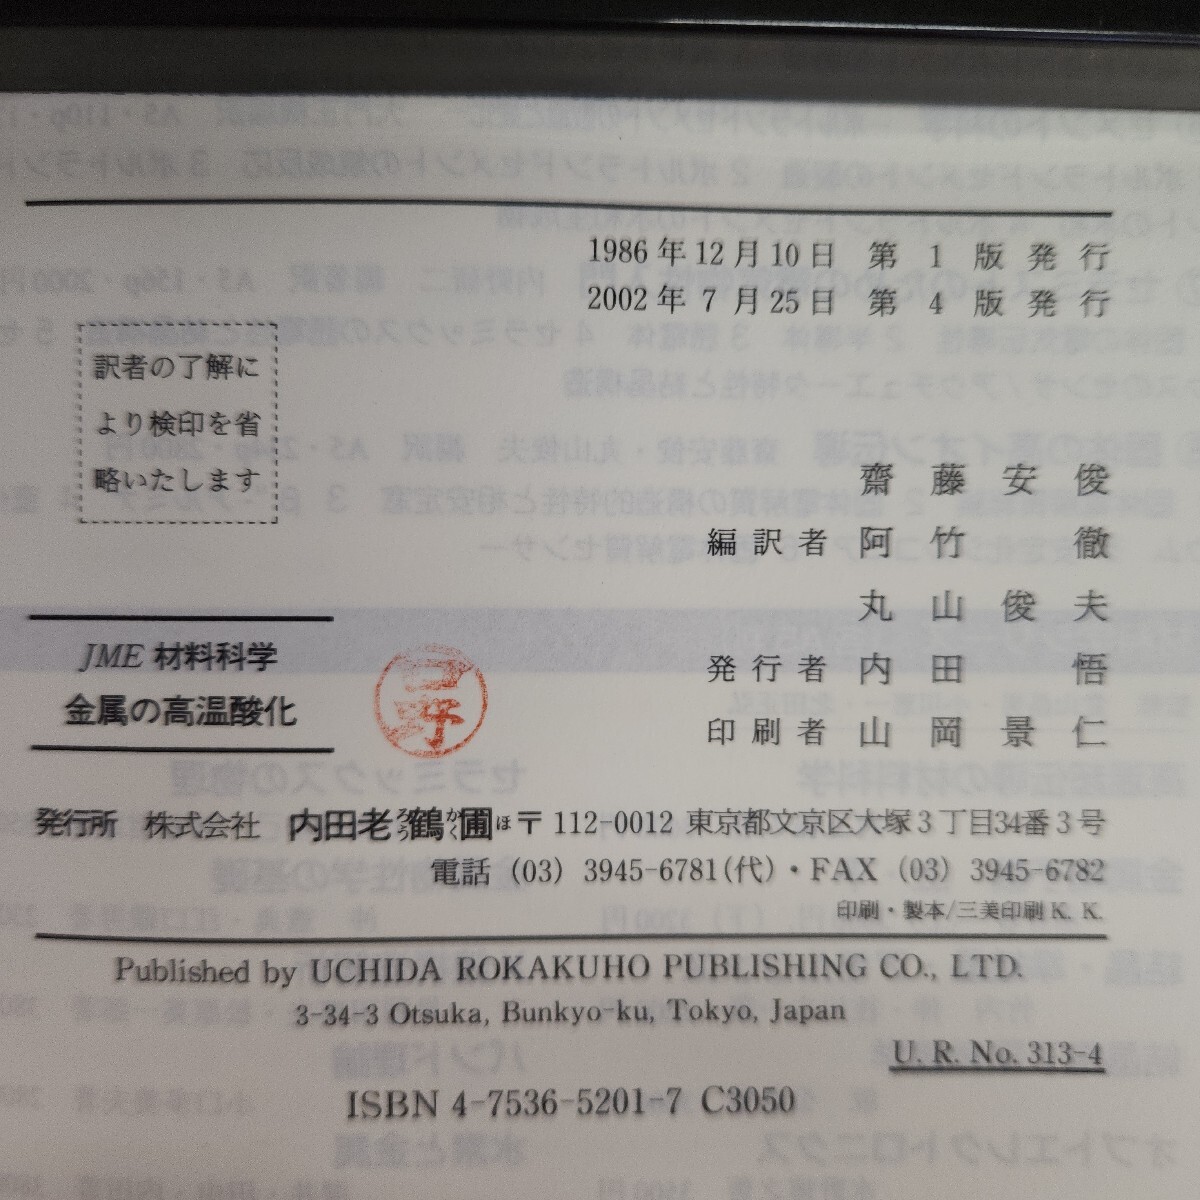 1986年12月10日 第1版発行
2002年7月25日 第4版発行
訳者の了解に
より検印を省
略いたします
齋藤安俊
編訳者 阿竹徹
丸山俊夫
発行者 内田悟
印刷者 山岡景仁
JME 材料科学
金属の高温酸化
日野
発行所 株式会社 内田老鶴圃 〒112-0012 東京都文京区大塚3丁目34番3号
ろうかくほ
電話 (03) 3945-6781(代)・FAX (03) 3945-6782
印刷・製本/三美印刷K. K.
Published by UCHIDA ROKAKUHO PUBLISHING CO., LTD.
3-34-3 Otsuka, Bunkyo-ku, Tokyo, Japan
U. R. No. 313-4
ISBN 4-7536-5201-7 C3050